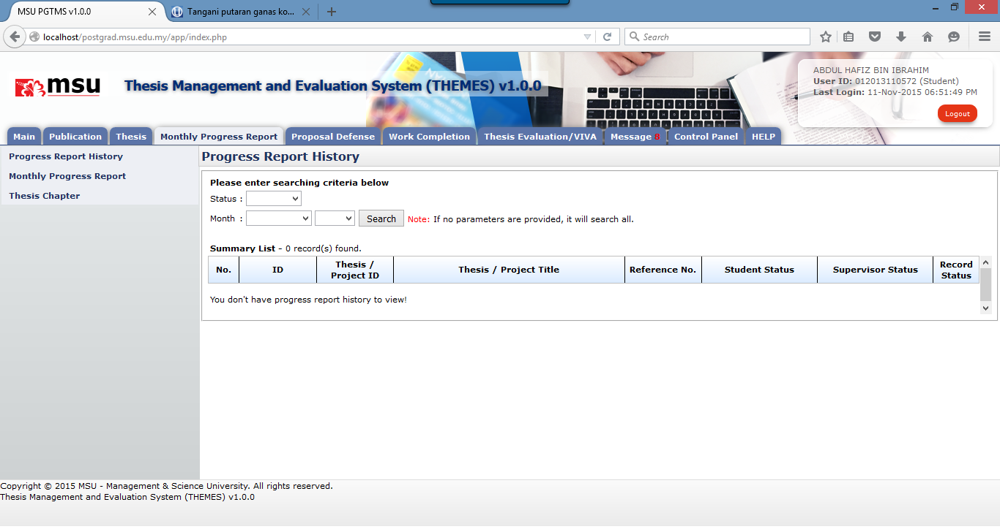 MSU PGTMS v1.0.0
Tangani putaran ganas ko...
localhost/postgrad.msu.edu.my/app/index.php
Search
msu
Thesis Management and Evaluation System (THEMES) v1.0.0
ABDUL HAFIZ BIN IBRAHIM
User ID: 012013110572 (Student)
Last Login: 11-Nov-2015 06:51:49 PM
Logout
Main Publication Thesis Monthly Progress Report Proposal Defense Work Completion Thesis Evaluation/VIVA Message 8 Control Panel HELP
Progress Report History
Monthly Progress Report
Thesis Chapter
Progress Report History
Please enter searching criteria below
Status :
Month : Search Note: If no parameters are provided, it will search all.
Summary List - 0 record(s) found.
No. ID Thesis / Project ID Thesis / Project Title Reference No. Student Status Supervisor Status Record Status
You don't have progress report history to view!
Copyright © 2015 MSU - Management & Science University. All rights reserved.
Thesis Management and Evaluation System (THEMES) v1.0.0